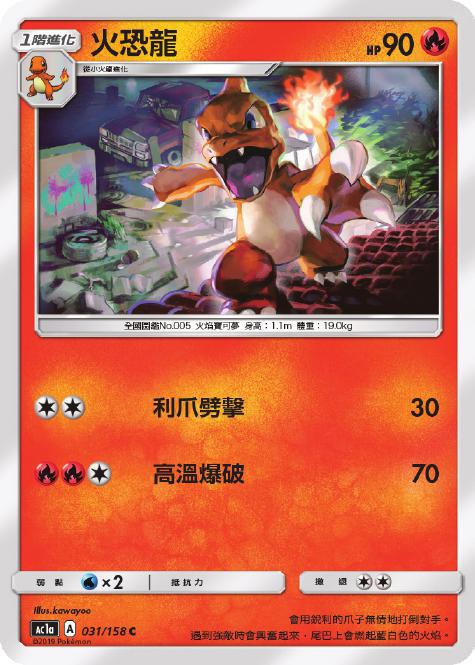 1階進化 火恐龍 HP90
從小火龍進化
全國圖鑑No.005 火焰寶可夢 身高：1.1m 體重：19.0kg
利爪劈擊 30
高溫爆破 70
弱點 ×2 抵抗力 撤退
Illus.kawayoo
AC1a A 031/158 C
©2019 Pokémon
會用銳利的爪子無情地打倒對手。
遇到強敵時會興奮起來，尾巴上會燃起藍白色的火焰。